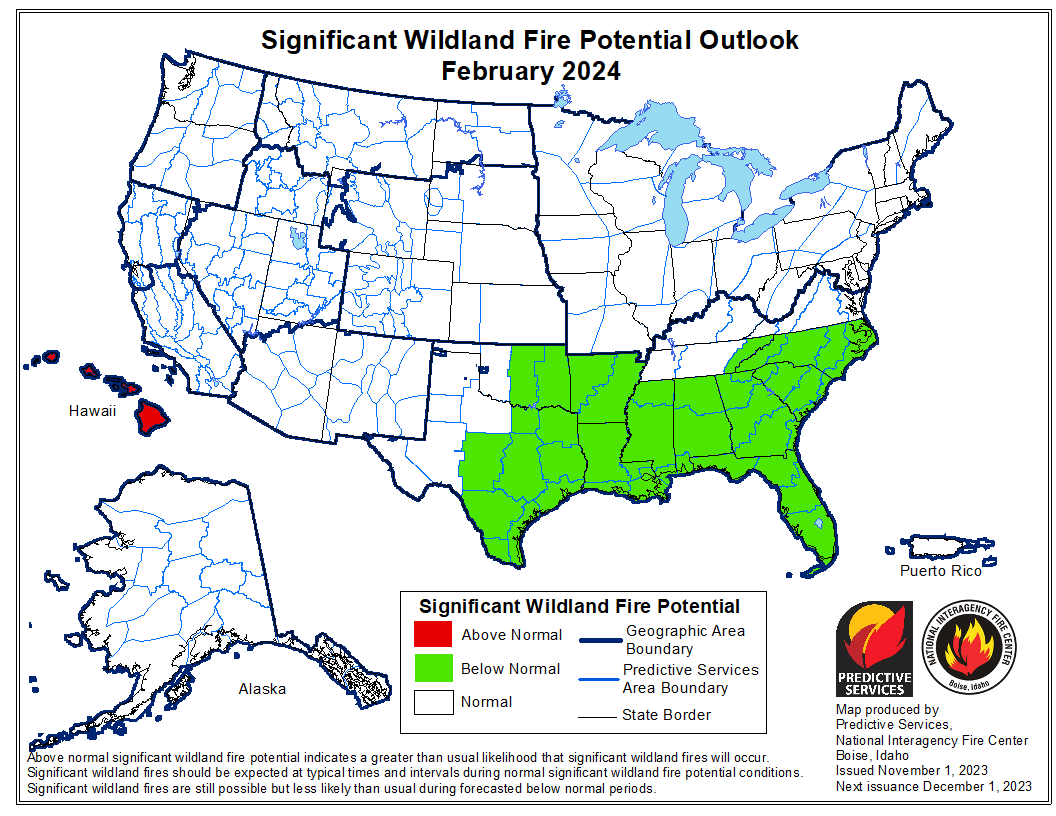 Significant Wildland Fire Potential Outlook
February 2024
Hawaii
Alaska
Puerto Rico
Significant Wildland Fire Potential
Above Normal
Below Normal
Normal
Geographic Area
Boundary
Predictive Services
Area Boundary
State Border
PREDICTIVE
SERVICES
NATIONAL INTERAGENCY FIRE CENTER
Boise, Idaho
Map produced by
Predictive Services,
National Interagency Fire Center
Boise, Idaho
Issued November 1, 2023
Next issuance December 1, 2023
Above normal significant wildland fire potential indicates a greater than usual likelihood that significant wildland fires will occur.
Significant wildland fires should be expected at typical times and intervals during normal significant wildland fire potential conditions.
Significant wildland fires are still possible but less likely than usual during forecasted below normal periods.